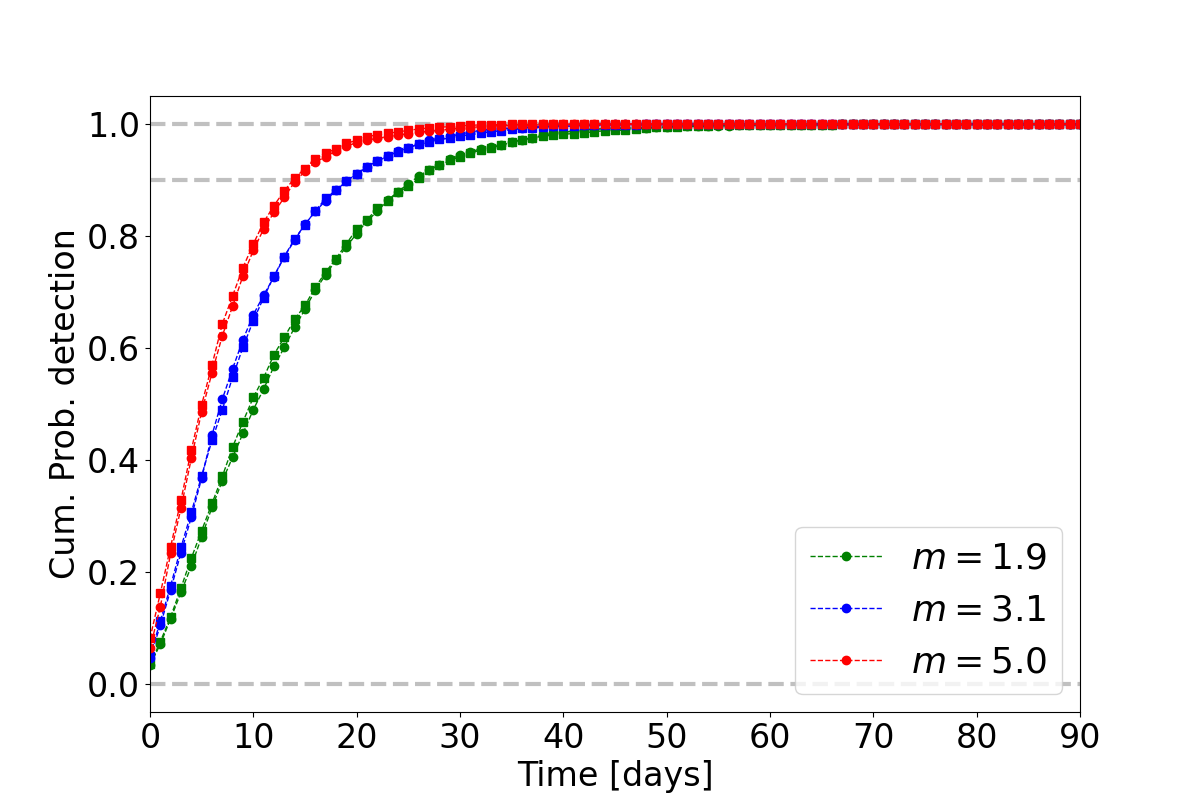 1.0
0.8
0.6
0.4
0.2
0.0
Cum. Prob. detection
m = 1.9
m = 3.1
m = 5.0
0 10 20 30 40 50 60 70 80 90
Time [days]